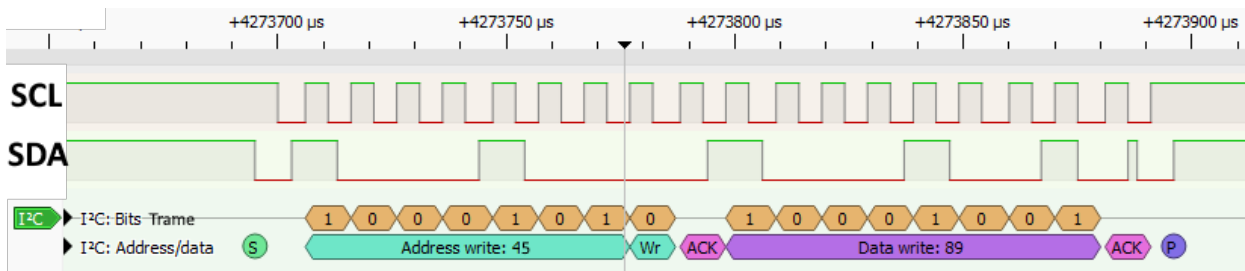 +4273700 µs +4273750 µs +4273800 µs +4273850 µs +4273900 µs
SCL
SDA
I²C I²C: Bits Trame 1 0 0 0 1 0 1 0 1 0 0 0 1 0 0 1
I²C: Address/data S Address write: 45 Wr ACK Data write: 89 ACK P